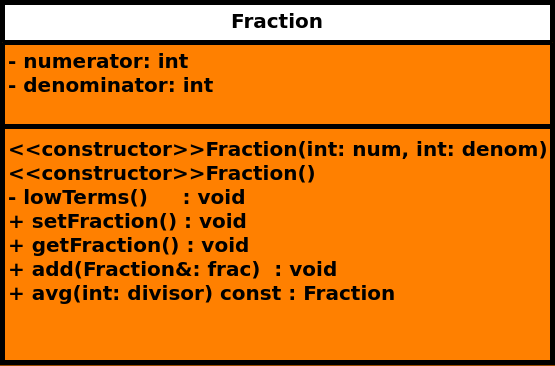 Fraction
- numerator: int
- denominator: int
<<constructor>>Fraction(int: num, int: denom)
<<constructor>>Fraction()
- lowTerms()     : void
+ setFraction() : void
+ getFraction() : void
+ add(Fraction&: frac)  : void
+ avg(int: divisor) const : Fraction